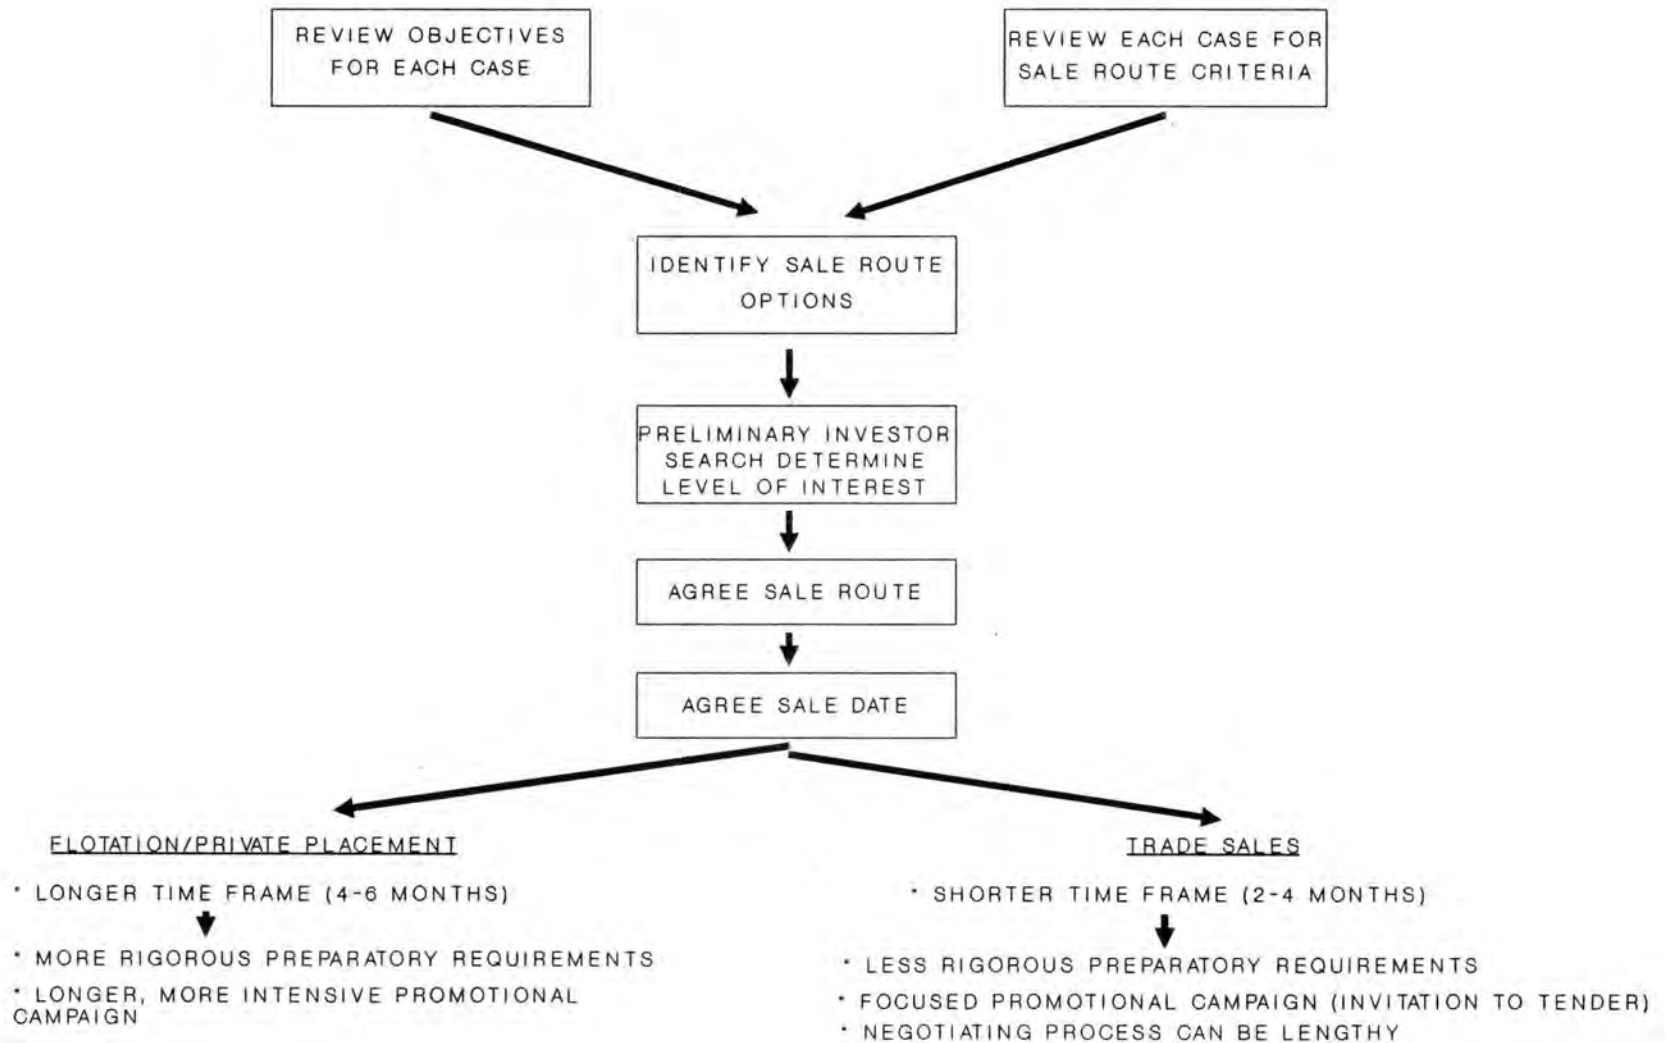 REVIEW OBJECTIVES
FOR EACH CASE
REVIEW EACH CASE FOR
SALE ROUTE CRITERIA
IDENTIFY SALE ROUTE
OPTIONS
PRELIMINARY INVESTOR
SEARCH DETERMINE
LEVEL OF INTEREST
AGREE SALE ROUTE
AGREE SALE DATE
FLOTATION/PRIVATE PLACEMENT
* LONGER TIME FRAME (4-6 MONTHS)
* MORE RIGOROUS PREPARATORY REQUIREMENTS
* LONGER, MORE INTENSIVE PROMOTIONAL
CAMPAIGN
TRADE SALES
* SHORTER TIME FRAME (2-4 MONTHS)
* LESS RIGOROUS PREPARATORY REQUIREMENTS
* FOCUSED PROMOTIONAL CAMPAIGN (INVITATION TO TENDER)
* NEGOTIATING PROCESS CAN BE LENGTHY